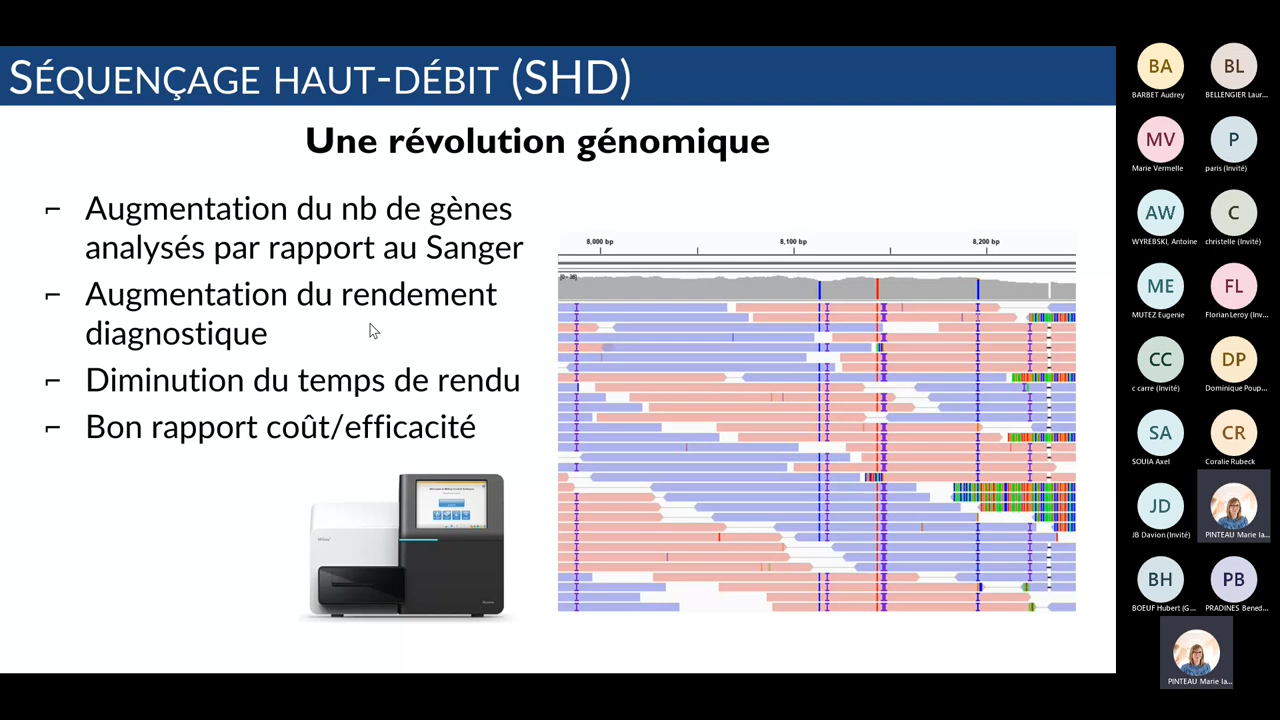 SÉQUENÇAGE HAUT-DÉBIT (SHD)
Une révolution génomique
⌐ Augmentation du nb de gènes
analysés par rapport au Sanger
⌐ Augmentation du rendement
diagnostique
⌐ Diminution du temps de rendu
⌐ Bon rapport coût/efficacité
8,000 bp 8,100 bp 8,200 bp
BA BL
BARBET Audrey BELLENGIER Laur...
MV P
Marie Vermelle paris (Invité)
AW C
WYREBSKI, Antoine christelle (Invité)
ME FL
MUTEZ Eugenie Florian Leroy (Inv...
CC DP
c carre (Invité) Dominique Poup...
SA CR
SOUIA Axel Coralie Rubeck
JD
JB Davion (Invité) PINTEAU Marie la...
BH PB
BOEUF Hubert (G... PRADINES Bened...
PINTEAU Marie la...